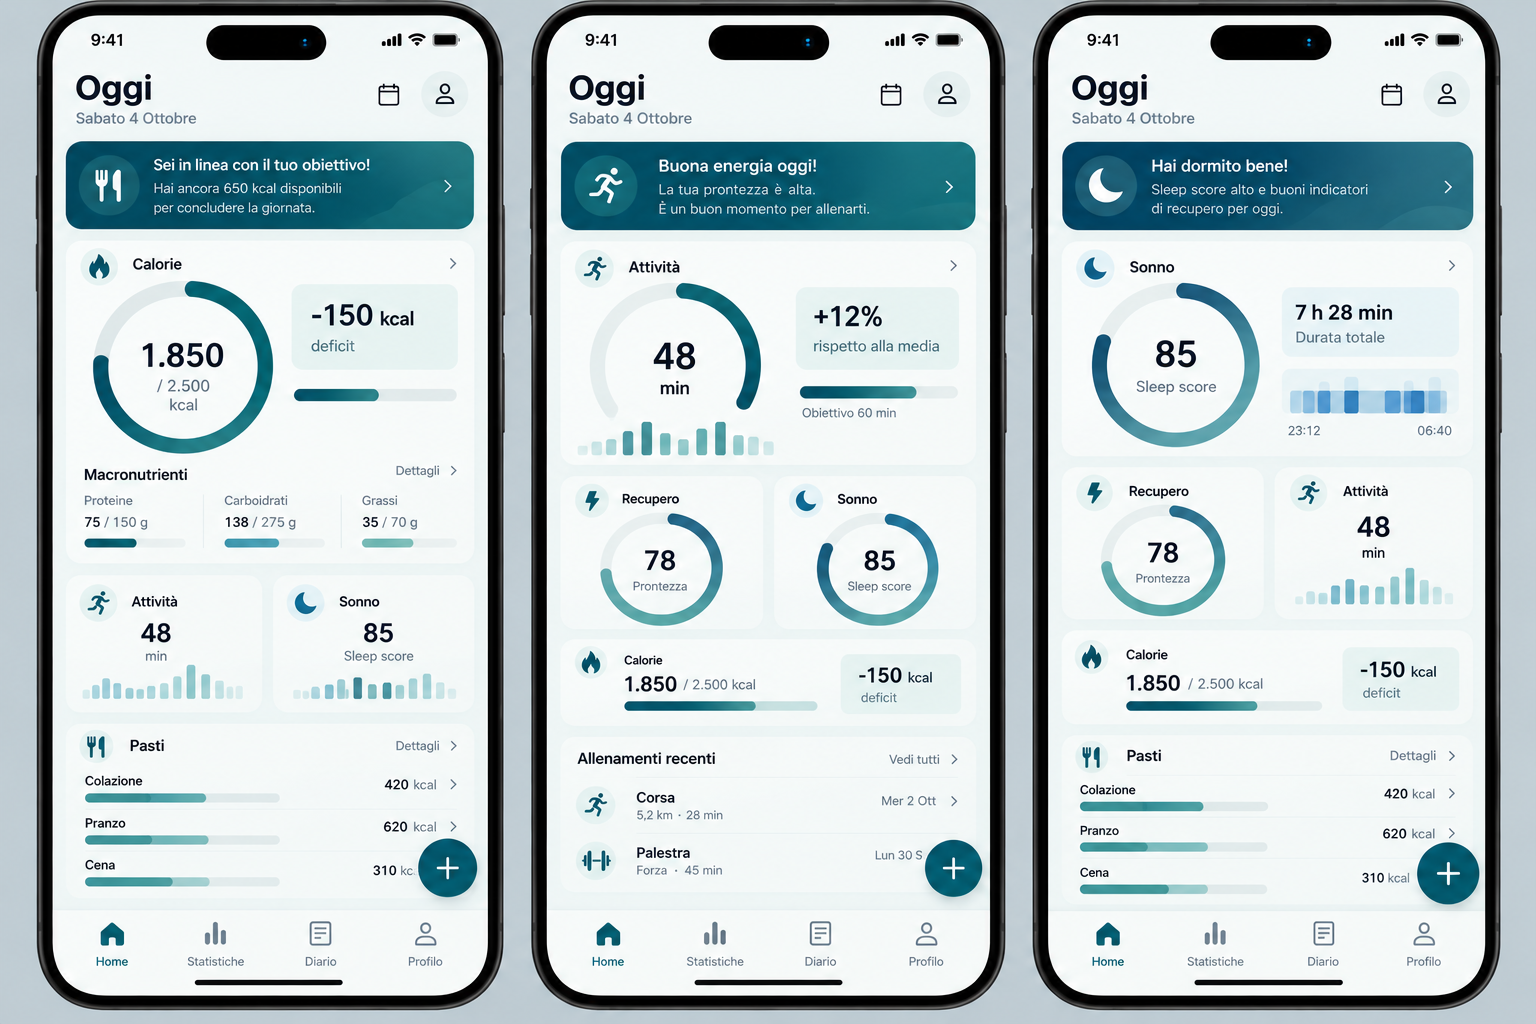 9:41
Oggi
Sabato 4 Ottobre
Sei in linea con il tuo obiettivo!
Hai ancora 650 kcal disponibili
per concludere la giornata.
Calorie
1.850
/ 2.500
kcal
-150 kcal
deficit
Macronutrienti
Dettagli
Proteine
75 / 150 g
Carboidrati
138 / 275 g
Grassi
35 / 70 g
Attività
48
min
Sonno
85
Sleep score
Pasti
Dettagli
Colazione
420 kcal
Pranzo
620 kcal
Cena
310 kc
Home
Statistiche
Diario
Profilo
9:41
Oggi
Sabato 4 Ottobre
Buona energia oggi!
La tua prontezza è alta.
È un buon momento per allenarti.
Attività
48
min
+12%
rispetto alla media
Obiettivo 60 min
Recupero
78
Prontezza
Sonno
85
Sleep score
Calorie
1.850 / 2.500 kcal
-150 kcal
deficit
Allenamenti recenti
Vedi tutti
Corsa
5,2 km · 28 min
Mer 2 Ott
Palestra
Forza · 45 min
Lun 30 S
Home
Statistiche
Diario
Profilo
9:41
Oggi
Sabato 4 Ottobre
Hai dormito bene!
Sleep score alto e buoni indicatori
di recupero per oggi.
Sonno
85
Sleep score
7 h 28 min
Durata totale
23:12
06:40
Recupero
78
Prontezza
Attività
48
min
Calorie
1.850 / 2.500 kcal
-150 kcal
deficit
Pasti
Dettagli
Colazione
420 kcal
Pranzo
620 kcal
Cena
310 kcal
Home
Statistiche
Diario
Profilo